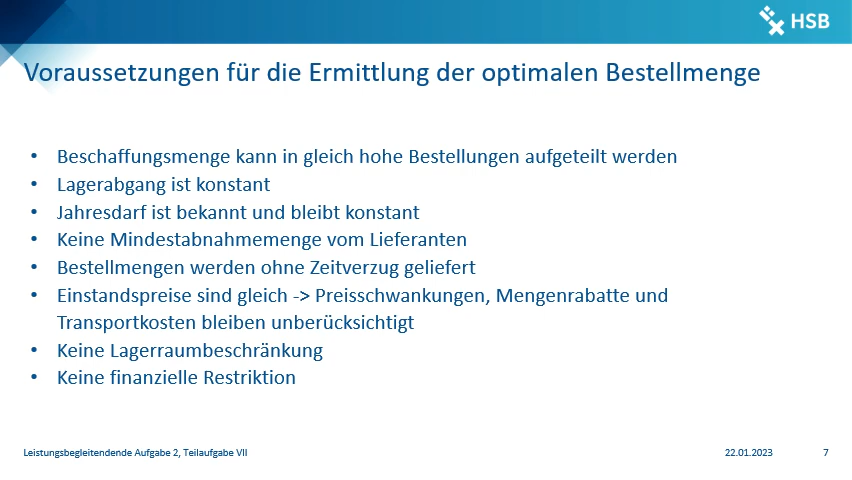 HSB
Voraussetzungen für die Ermittlung der optimalen Bestellmenge
• Beschaffungsmenge kann in gleich hohe Bestellungen aufgeteilt werden
• Lagerabgang ist konstant
• Jahresdarf ist bekannt und bleibt konstant
• Keine Mindestabnahmemenge vom Lieferanten
• Bestellmengen werden ohne Zeitverzug geliefert
• Einstandspreise sind gleich -> Preisschwankungen, Mengenrabatte und
Transportkosten bleiben unberücksichtigt
• Keine Lagerraumbeschränkung
• Keine finanzielle Restriktion
Leistungsbegleitendende Aufgabe 2, Teilaufgabe VII 22.01.2023 7